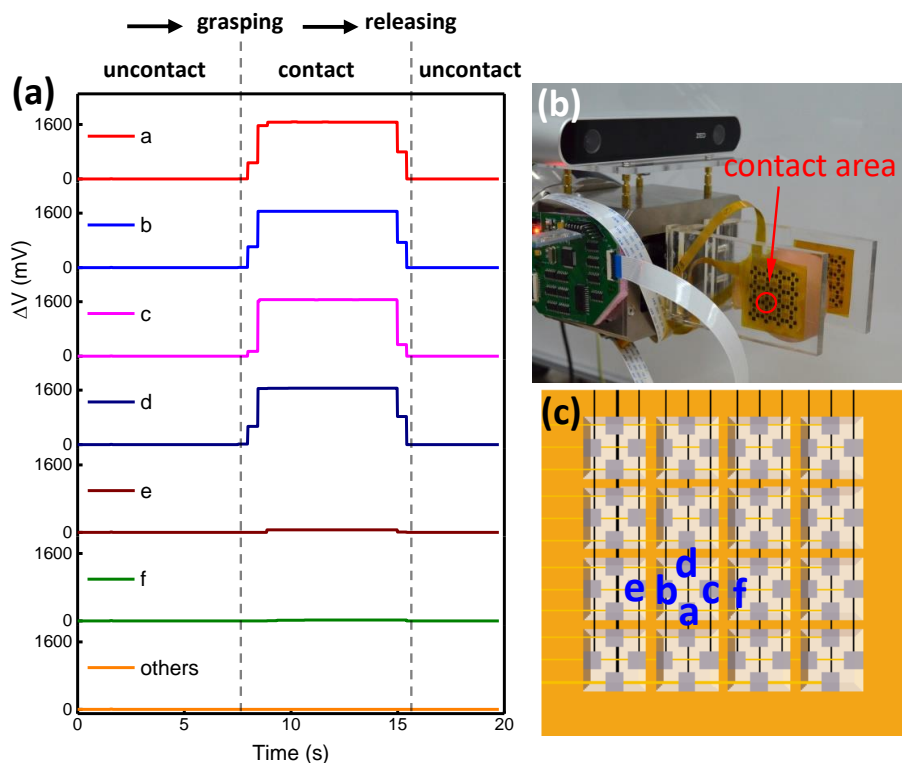 grasping releasing
uncontact contact uncontact
(a)
1600
a
0
1600
b
0
1600
c
0
1600
d
0
1600
e
0
1600
f
0
1600
others
0
ΔV (mV)
0 5 10 15 20
Time (s)
(b)
ZED
contact area
(c)
d
e b c f
a